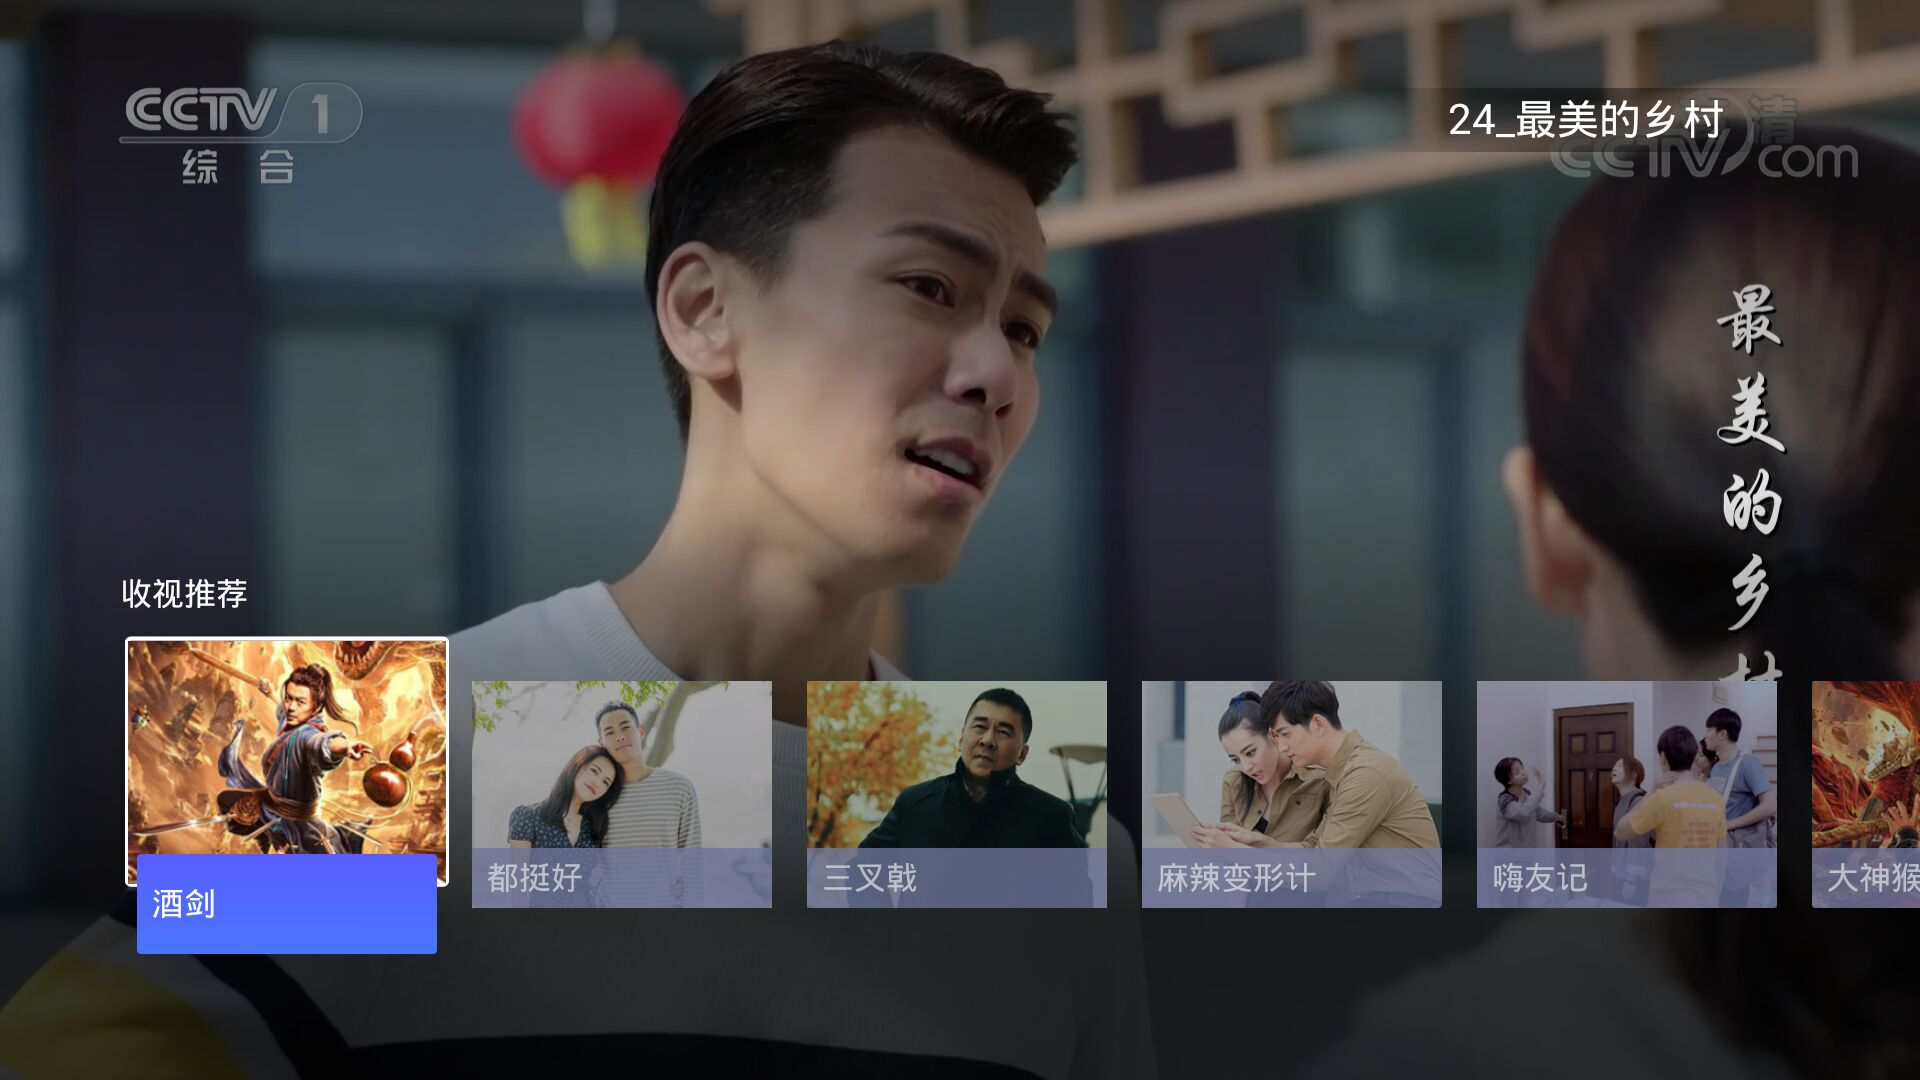 CCTV 1
综合
24_最美的乡村
清
CCTV.com
最美的乡村
收视推荐
酒剑
都挺好
三叉戟
麻辣变形计
嗨友记
大神猴